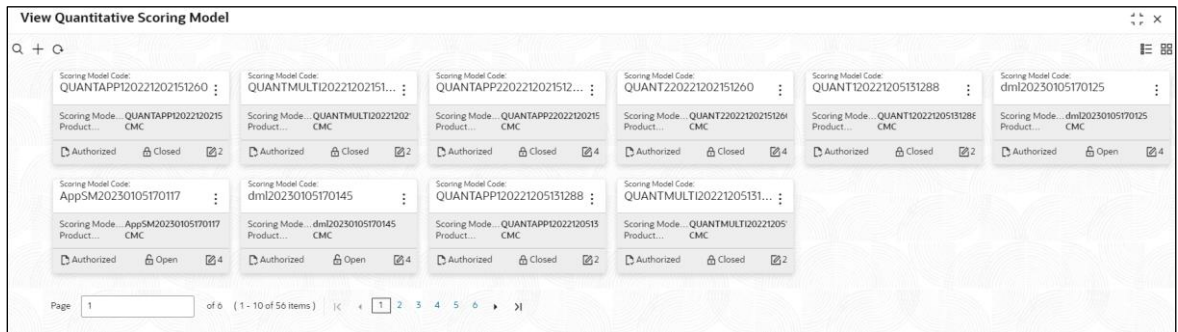 View Quantitative Scoring Model
Scoring Model Code:
QUANTAPP120221202151260
Scoring Mode... QUANTAPP12022120215
Product... CMC
Authorized Closed 2
Scoring Model Code:
QUANTMULTI20221202151...
Scoring Mode... QUANTMULTI20221202
Product... CMC
Authorized Closed 2
Scoring Model Code:
QUANTAPP2202212021512...
Scoring Mode... QUANTAPP22022120215
Product... CMC
Authorized Closed 4
Scoring Model Code:
QUANT220221202151260
Scoring Mode... QUANT22022120215126
Product... CMC
Authorized Closed 4
Scoring Model Code:
QUANT120221205131288
Scoring Mode... QUANT12022120513128
Product... CMC
Authorized Closed 2
Scoring Model Code:
dml20230105170125
Scoring Mode... dml20230105170125
Product... CMC
Authorized Open 4
Scoring Model Code:
AppSM20230105170117
Scoring Mode... AppSM20230105170117
Product... CMC
Authorized Open 4
Scoring Model Code:
dml20230105170145
Scoring Mode... dml20230105170145
Product... CMC
Authorized Open 4
Scoring Model Code:
QUANTAPP120221205131288
Scoring Mode... QUANTAPP12022120513
Product... CMC
Authorized Closed 2
Scoring Model Code:
QUANTMULTI20221205131...
Scoring Mode... QUANTMULTI20221205
Product... CMC
Authorized Closed 2
Page 1 of 6 (1 - 10 of 56 items) 1 2 3 4 5 6